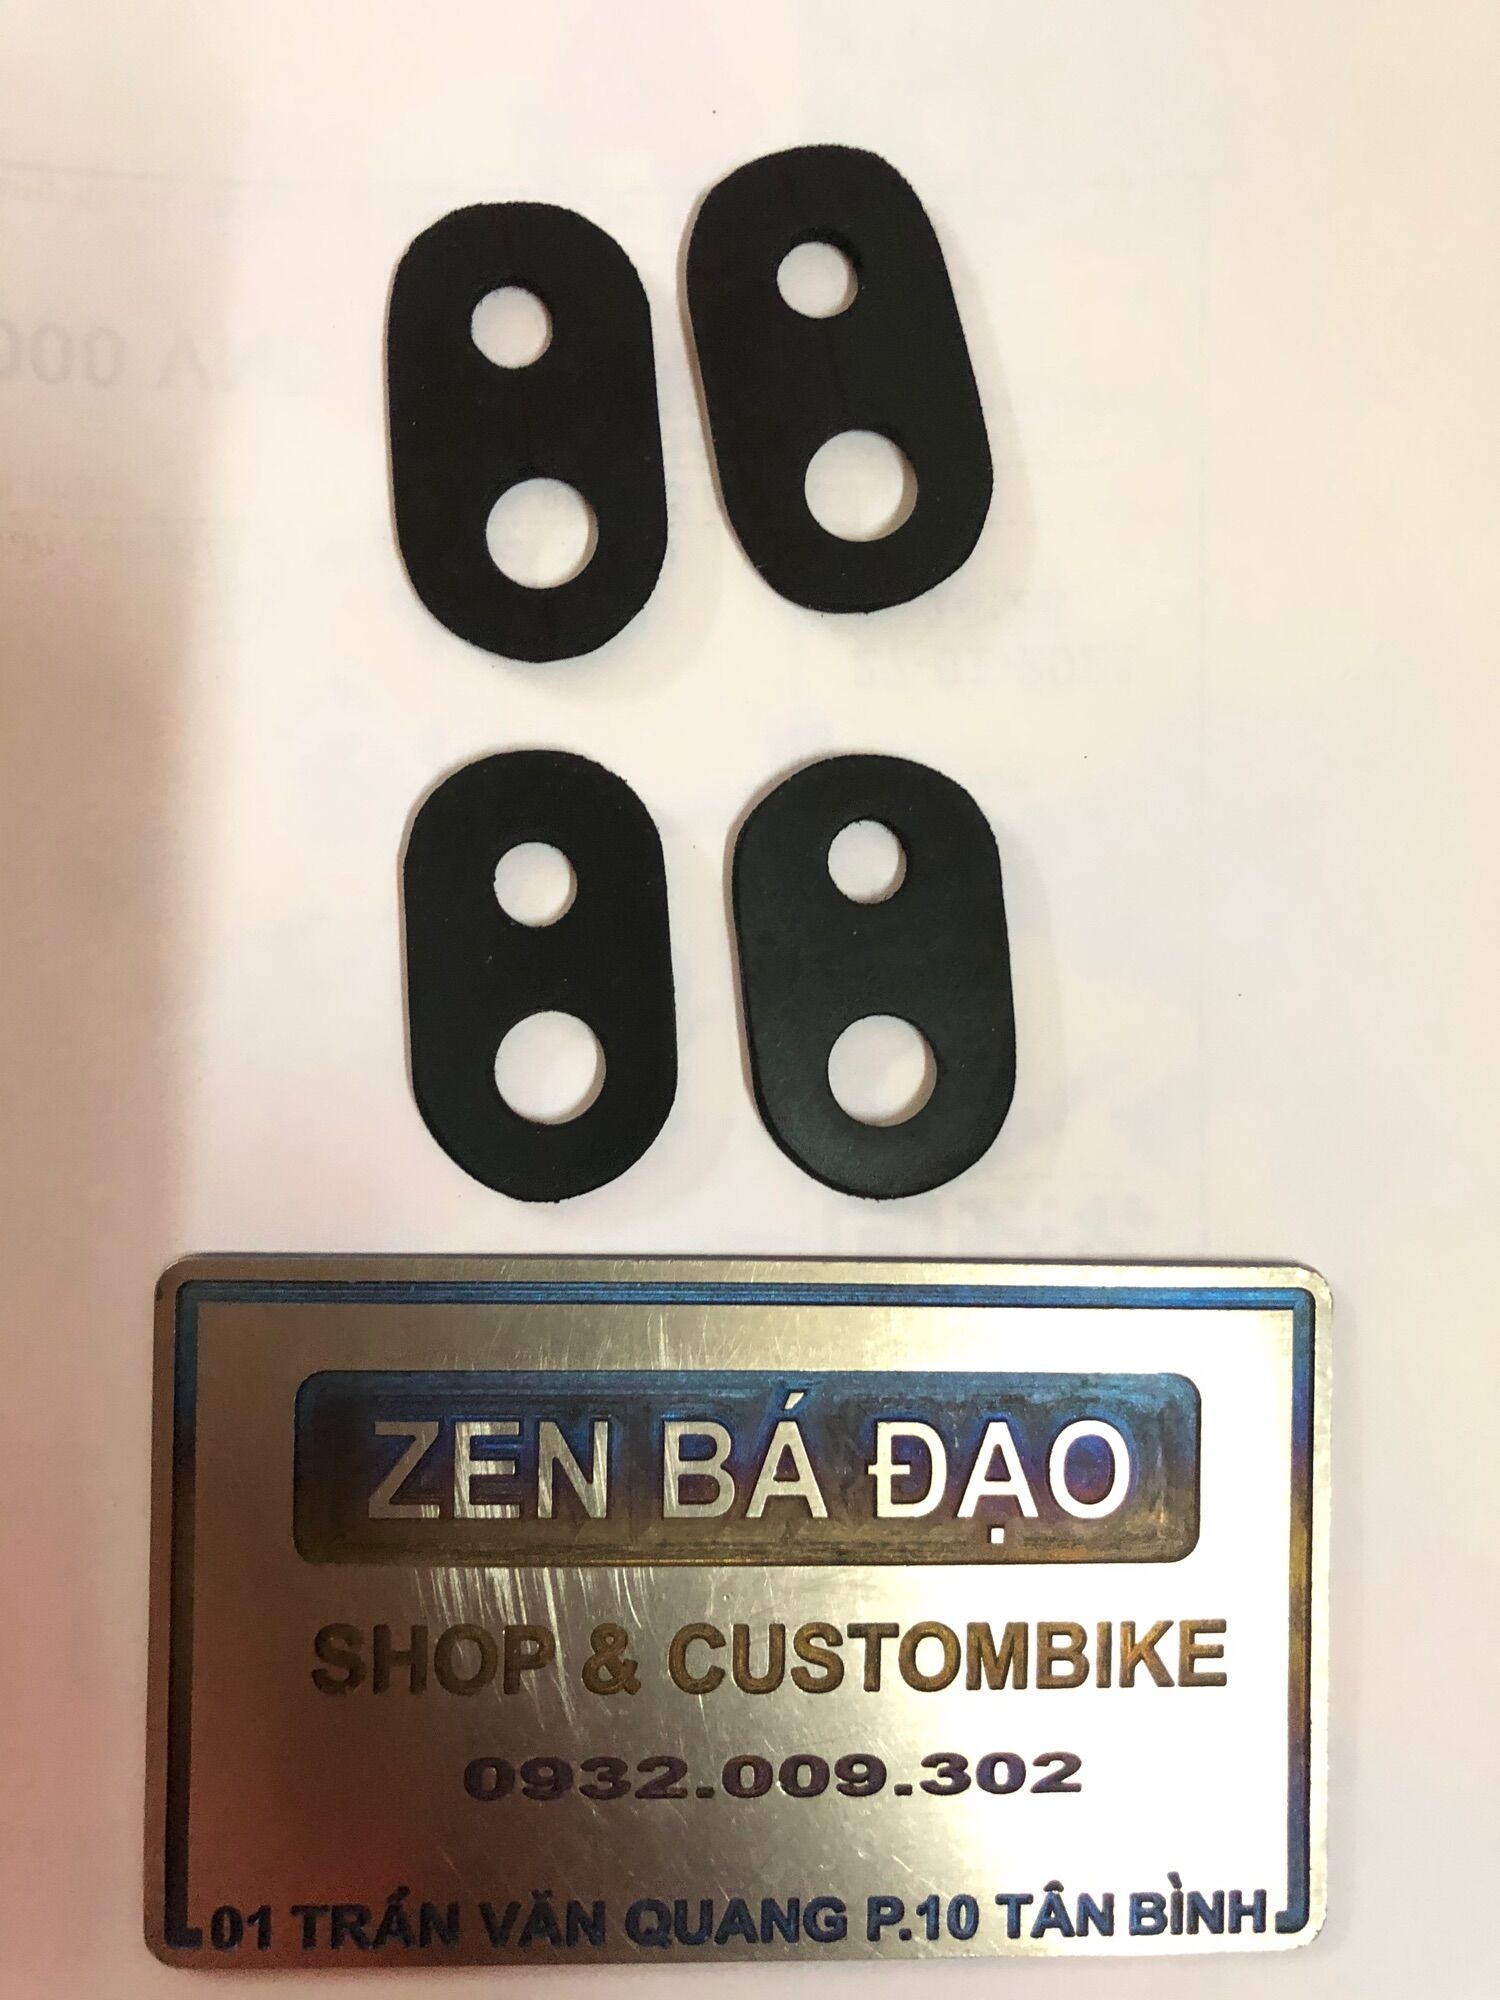 ZEN BÁ ĐẠO
SHOP & CUSTOMBIKE
0932.009.302
01 TRẦN VĂN QUANG P.10 TÂN BÌNH